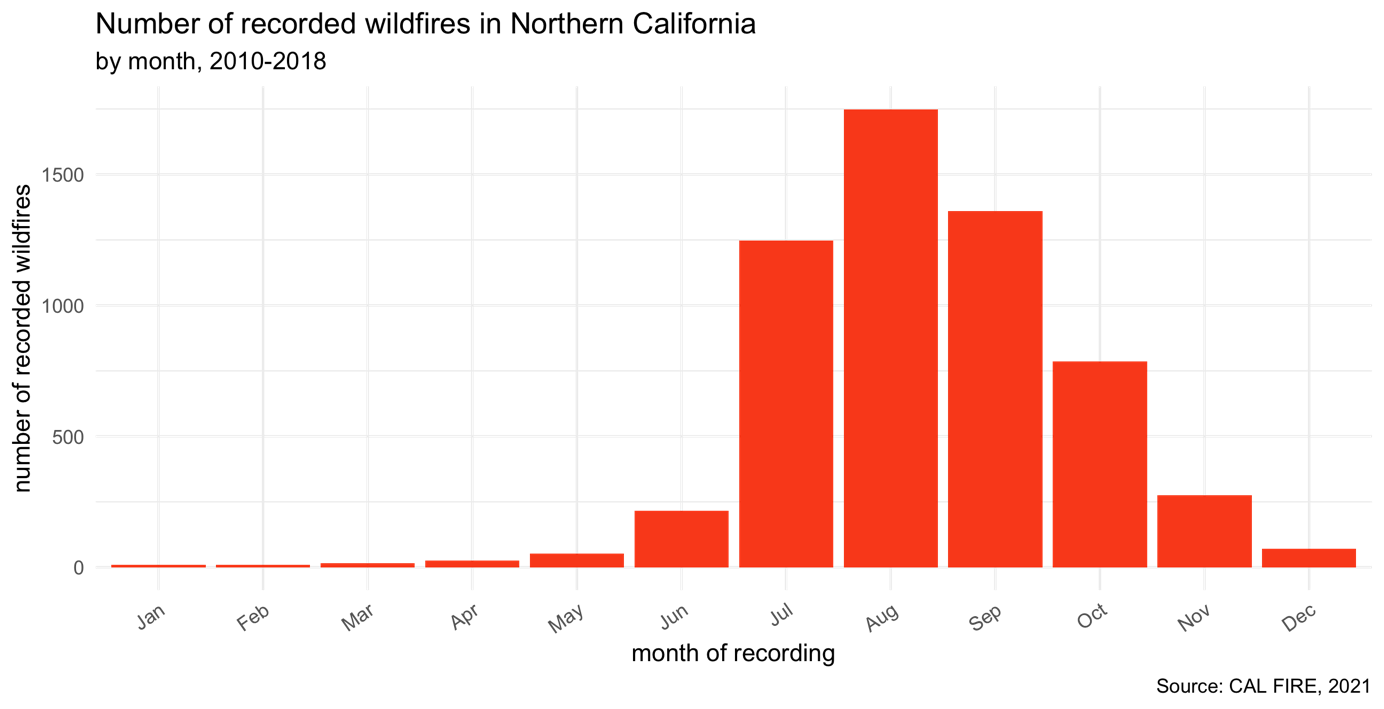 Number of recorded wildfires in Northern California
by month, 2010-2018
number of recorded wildfires
1500
1000
500
0
Jan
Feb
Mar
Apr
May
Jun
Jul
Aug
Sep
Oct
Nov
Dec
month of recording
Source: CAL FIRE, 2021